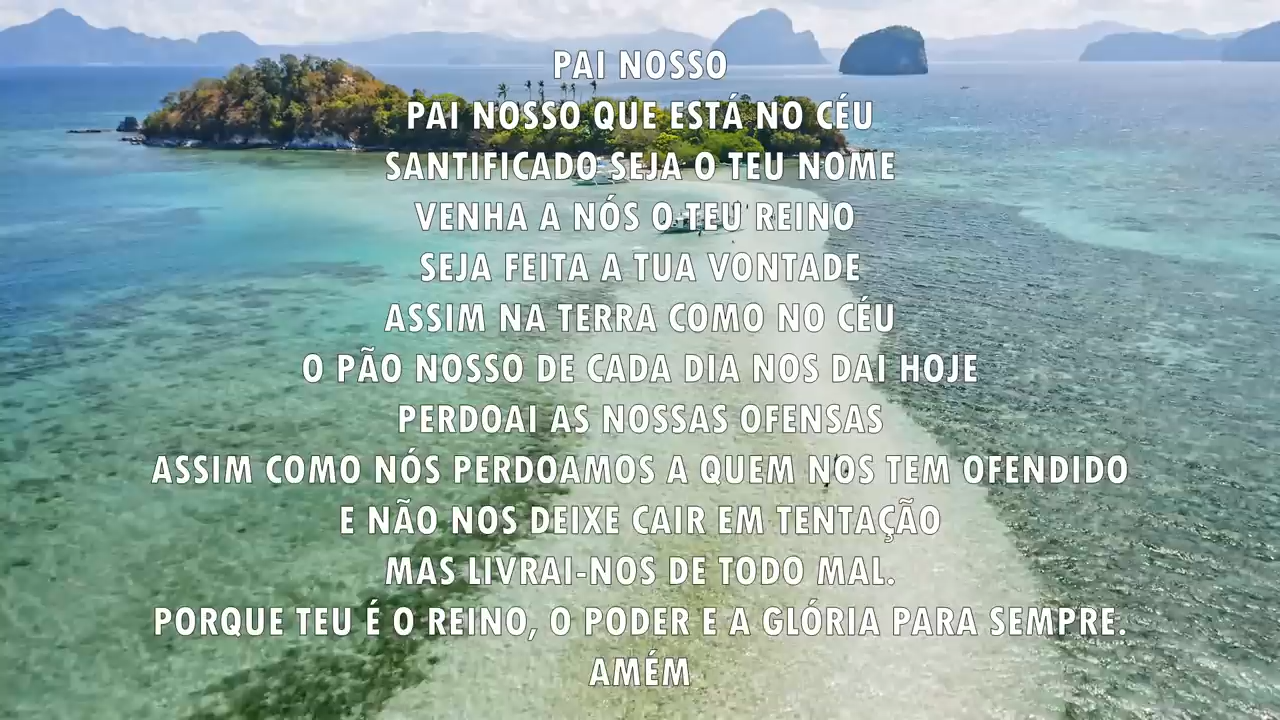 PAI NOSSO
PAI NOSSO QUE ESTÁ NO CÉU
SANTIFICADO SEJA O TEU NOME
VENHA A NÓS O TEU REINO
SEJA FEITA A TUA VONTADE
ASSIM NA TERRA COMO NO CÉU
O PÃO NOSSO DE CADA DIA NOS DAI HOJE
PERDOAI AS NOSSAS OFENSAS
ASSIM COMO NÓS PERDOAMOS A QUEM NOS TEM OFENDIDO
E NÃO NOS DEIXE CAIR EM TENTAÇÃO
MAS LIVRAI-NOS DE TODO MAL.
PORQUE TEU É O REINO, O PODER E A GLÓRIA PARA SEMPRE.
AMÉM